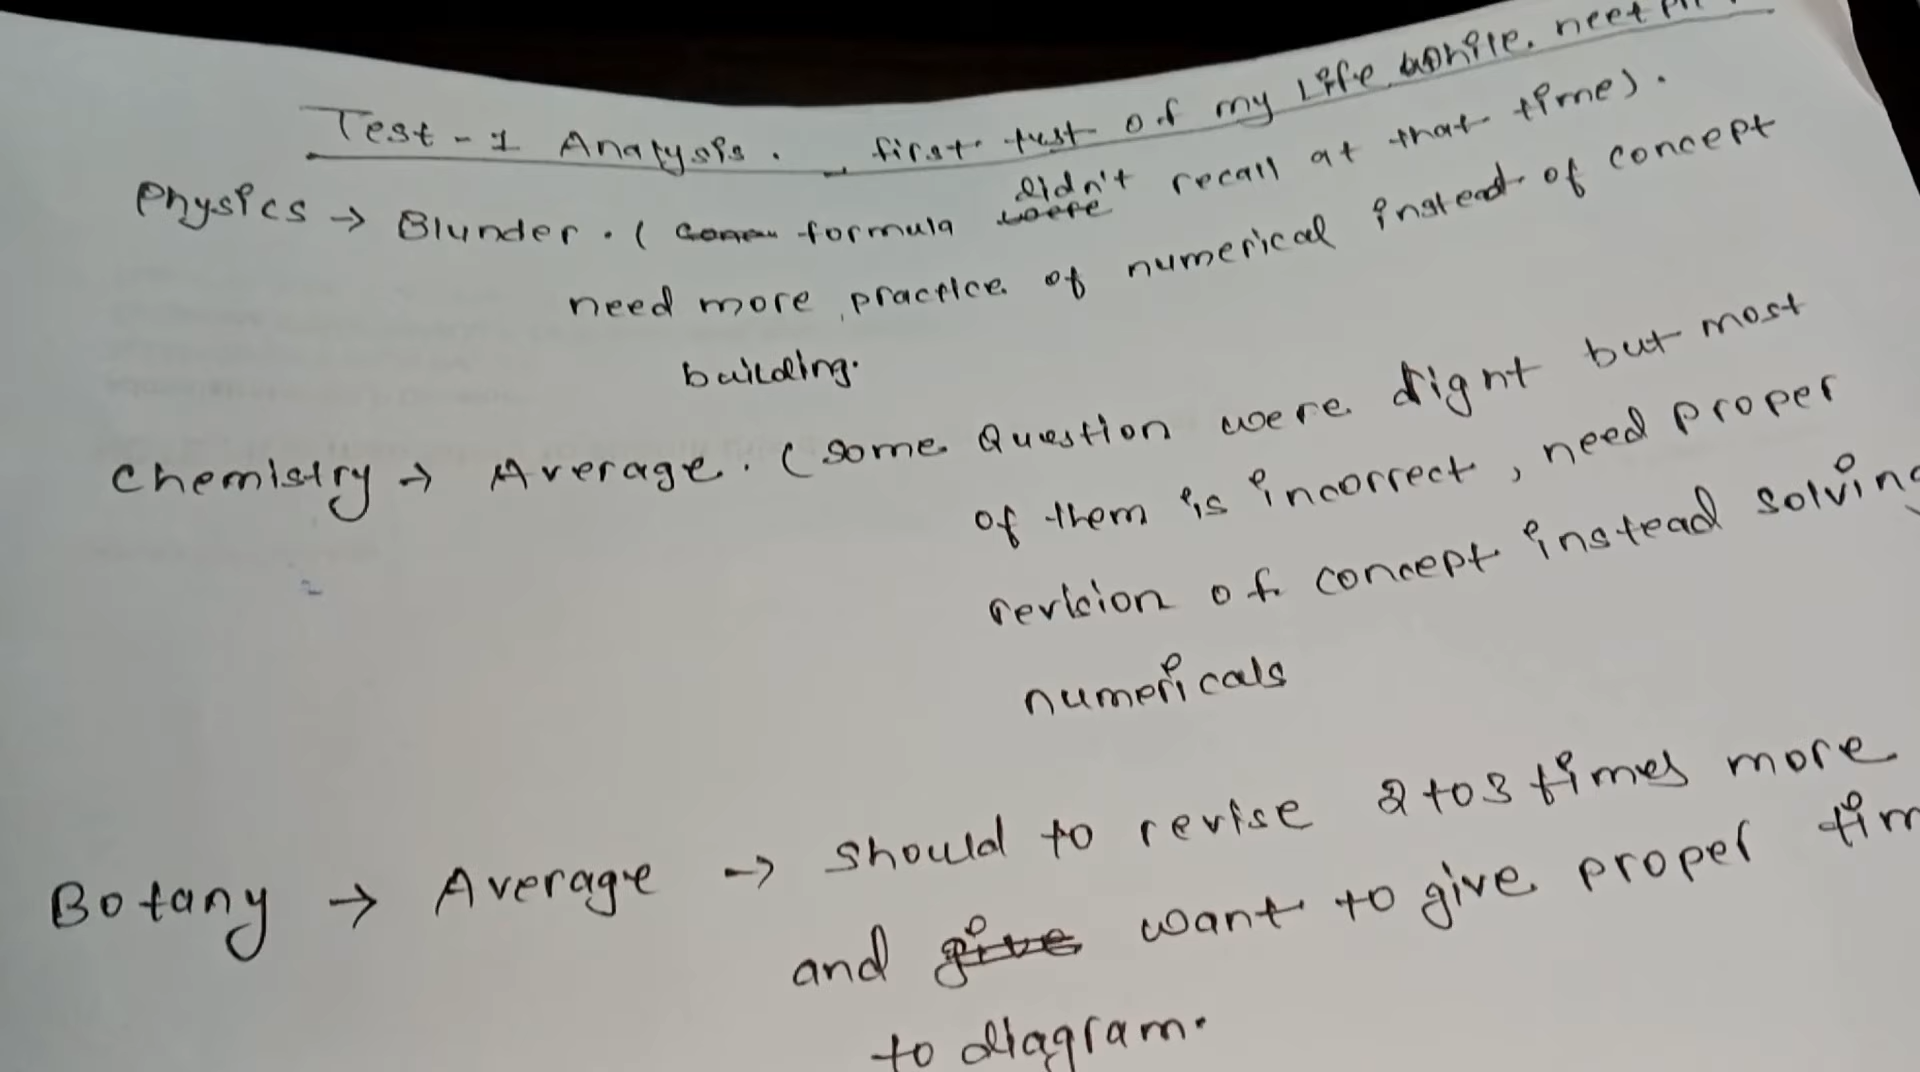 Test - 1 Analysis. first test of my Life while. neet
Physics → Blunder. ( formula didn't recall at that time).
need more practice of numerical instead of concept
building.
Chemistry → Average. (some Question were right but most
of them is incorrect, need proper
revision of concept instead solving
numericals
Botany → Average → should to revise 2 to 3 times more
and give want to give proper
to diagram.